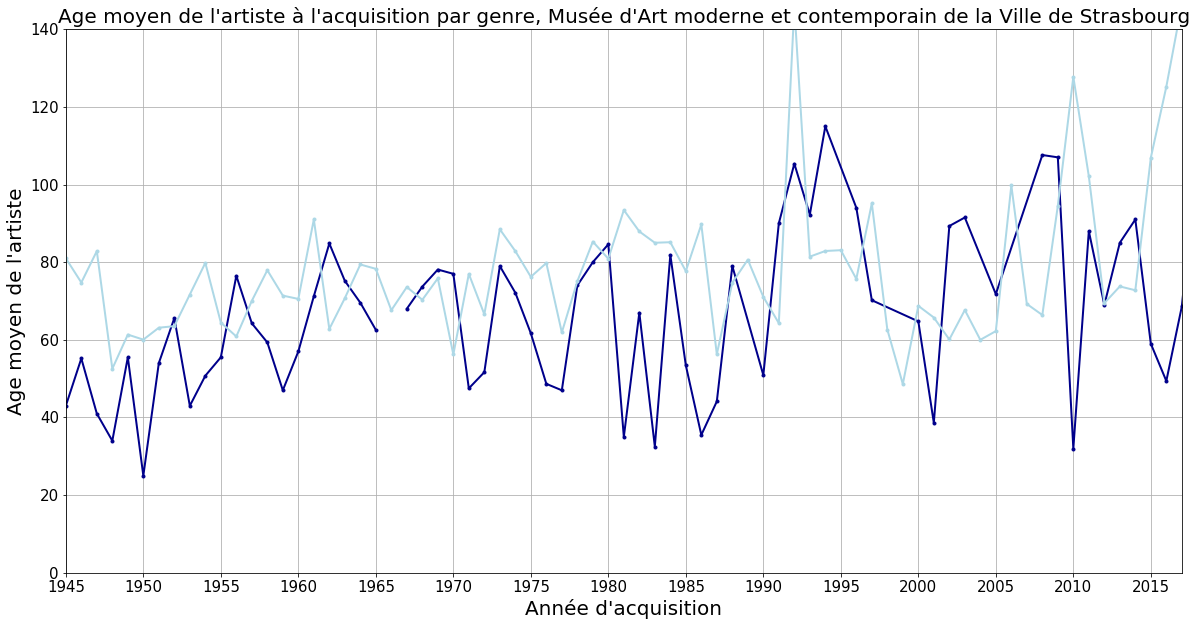 Age moyen de l'artiste à l'acquisition par genre, Musée d'Art moderne et contemporain de la Ville de Strasbourg
140
120
100
80
60
40
20
0
Age moyen de l'artiste
1945 1950 1955 1960 1965 1970 1975 1980 1985 1990 1995 2000 2005 2010 2015
Année d'acquisition